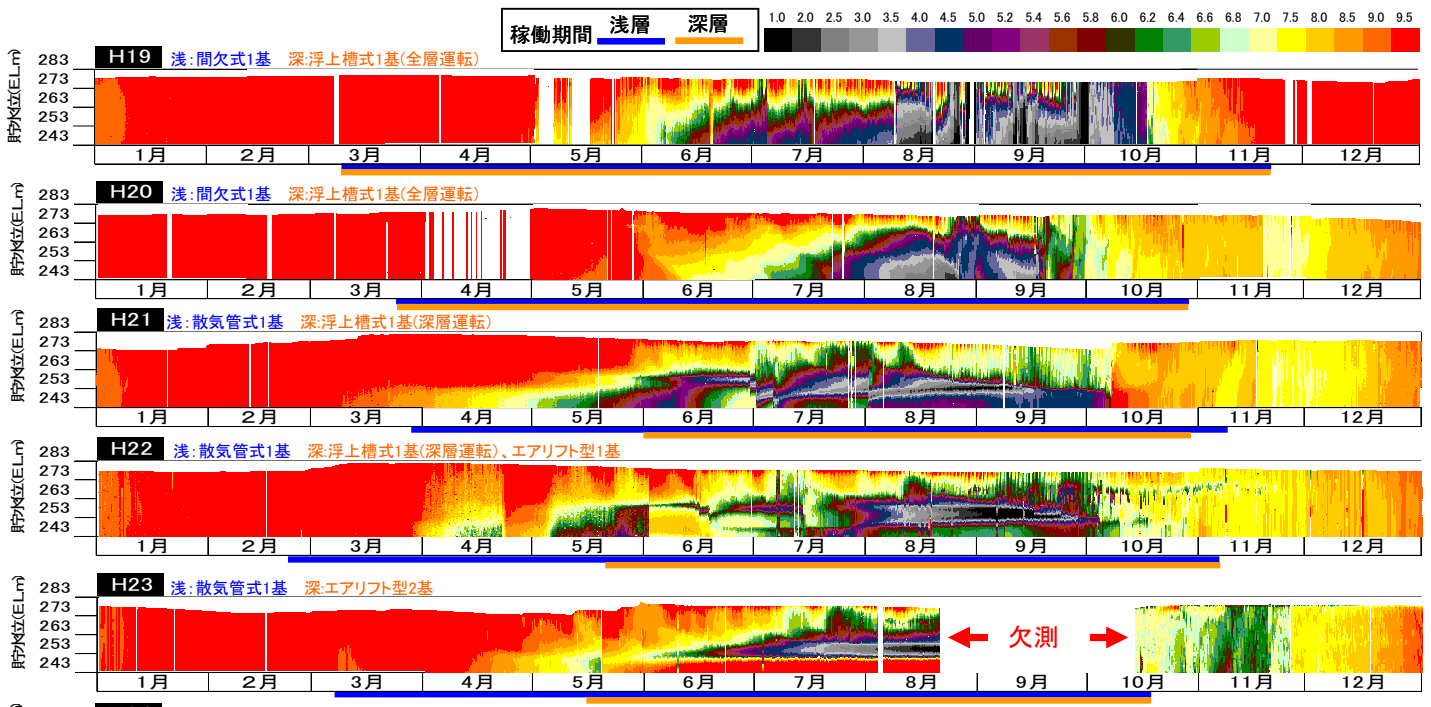 稼働期間 浅層 深層
1.0 2.0 2.5 3.0 3.5 4.0 4.5 5.0 5.2 5.4 5.6 5.8 6.0 6.2 6.4 6.6 6.8 7.0 7.5 8.0 8.5 9.0 9.5
H19 浅:間欠式1基 深:浮上槽式1基(全層運転)
貯水位(EL.m)
283
273
263
253
243
1月 2月 3月 4月 5月 6月 7月 8月 9月 10月 11月 12月
H20 浅:間欠式1基 深:浮上槽式1基(全層運転)
貯水位(EL.m)
283
273
263
253
243
1月 2月 3月 4月 5月 6月 7月 8月 9月 10月 11月 12月
H21 浅:散気管式1基 深:浮上槽式1基(深層運転)
貯水位(EL.m)
283
273
263
253
243
1月 2月 3月 4月 5月 6月 7月 8月 9月 10月 11月 12月
H22 浅:散気管式1基 深:浮上槽式1基(深層運転)、エアリフト型1基
貯水位(EL.m)
283
273
263
253
243
1月 2月 3月 4月 5月 6月 7月 8月 9月 10月 11月 12月
H23 浅:散気管式1基 深:エアリフト型2基
貯水位(EL.m)
283
273
263
253
243
欠測
1月 2月 3月 4月 5月 6月 7月 8月 9月 10月 11月 12月